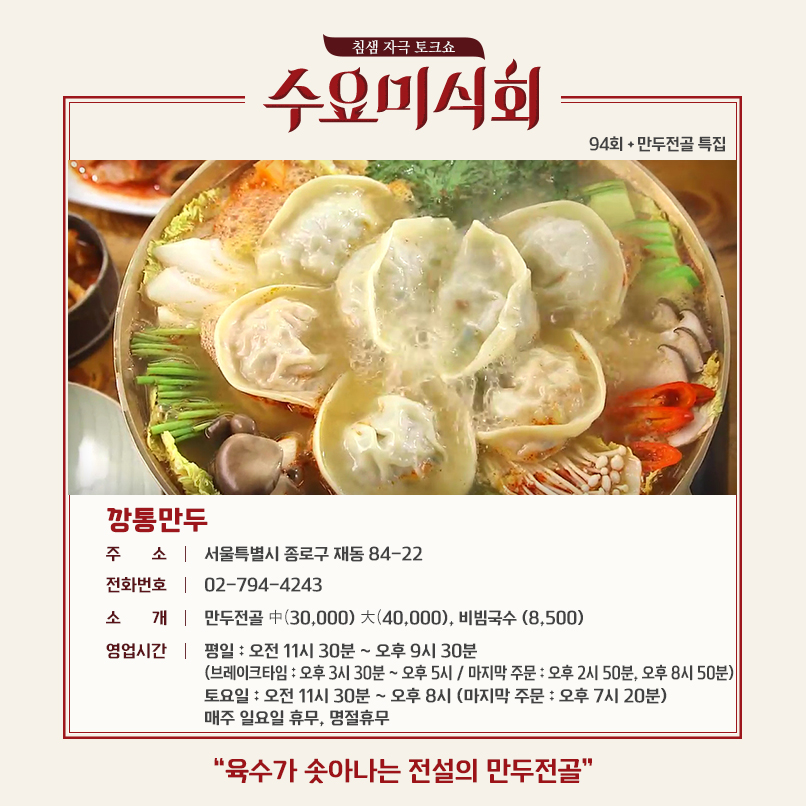 침샘 자극 토크쇼
수요미식회
94회 + 만두전골 특집
깡통만두
주 소 | 서울특별시 종로구 재동 84-22
전화번호 | 02-794-4243
소 개 | 만두전골 中(30,000) 大(40,000), 비빔국수 (8,500)
영업시간 | 평일 : 오전 11시 30분 ~ 오후 9시 30분
(브레이크타임 : 오후 3시 30분 ~ 오후 5시 / 마지막 주문 : 오후 2시 50분, 오후 8시 50분)
토요일 : 오전 11시 30분 ~ 오후 8시 (마지막 주문 : 오후 7시 20분)
매주 일요일 휴무, 명절휴무
“육수가 솟아나는 전설의 만두전골”